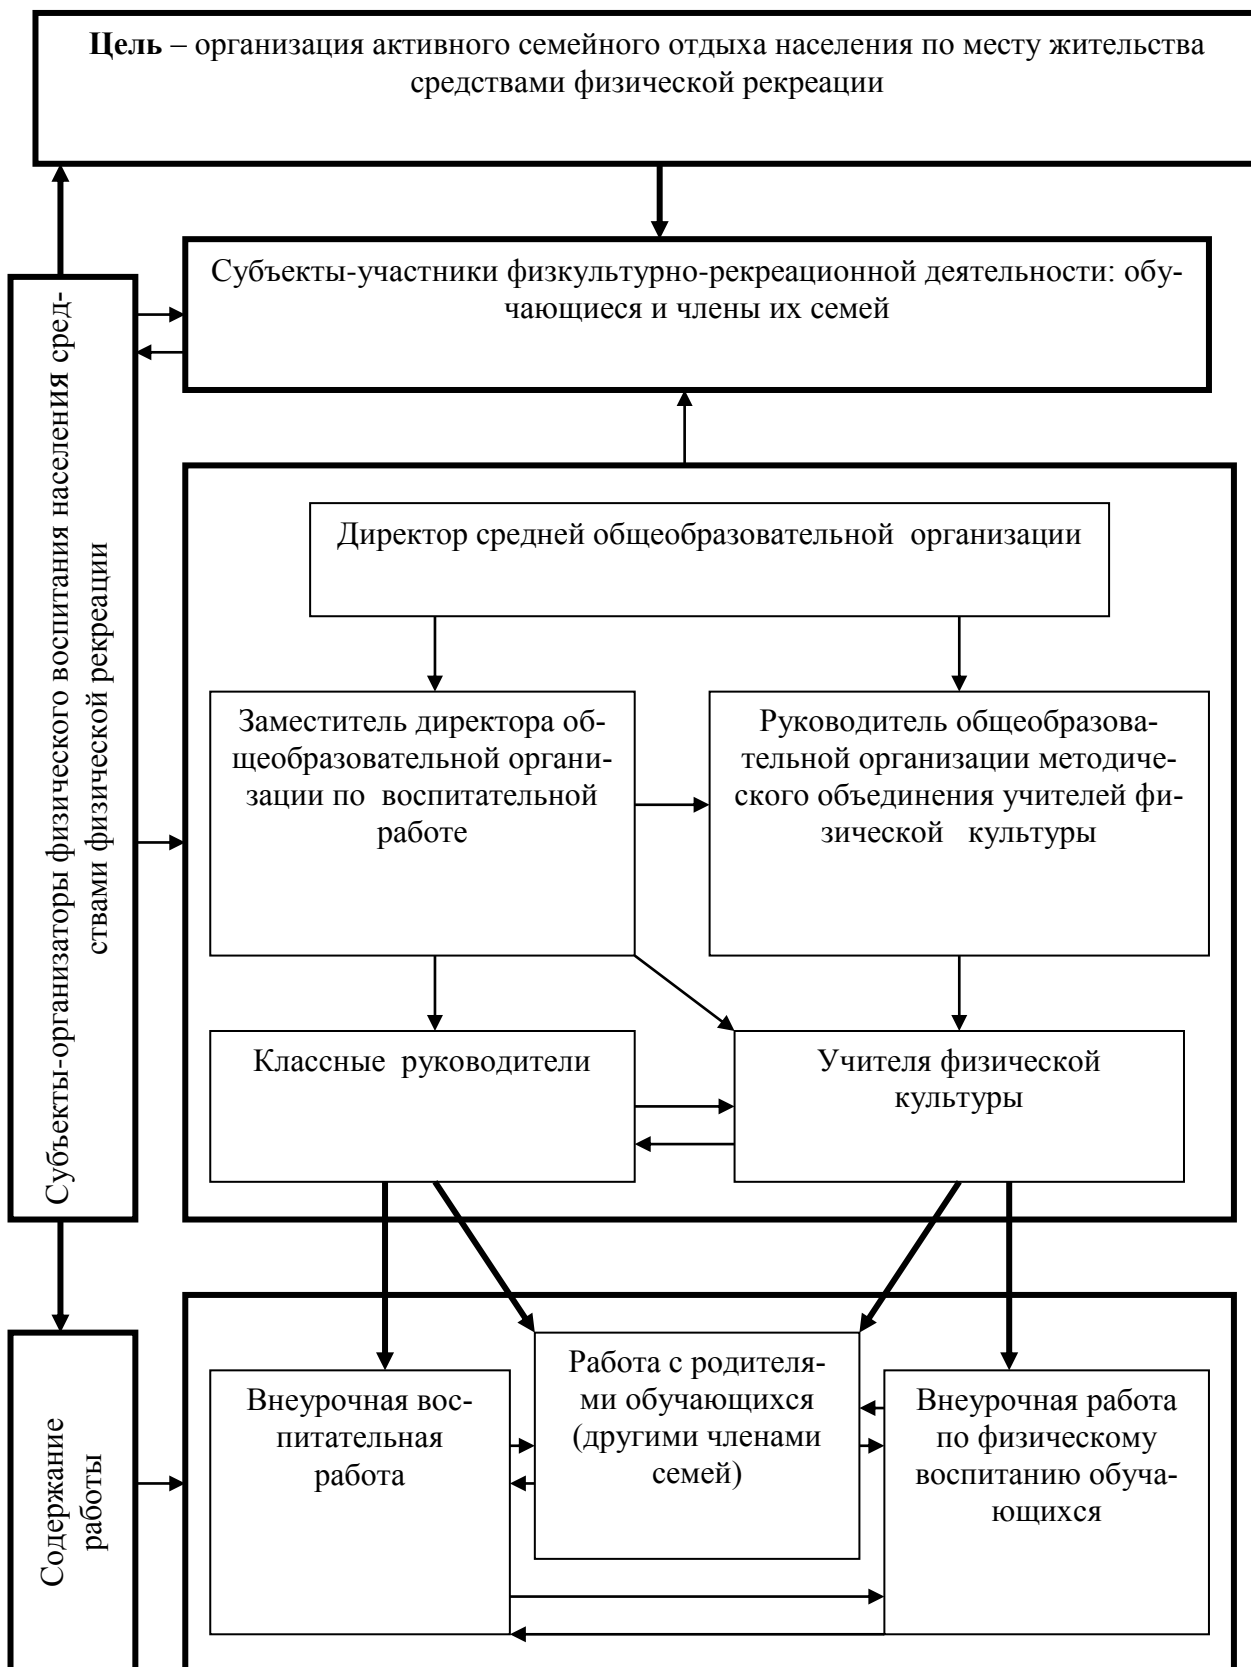 Цель – организация активного семейного отдыха населения по месту жительства
средствами физической рекреации
Субъекты-участники физкультурно-рекреационной деятельности: обу-
чающиеся и члены их семей
Субъекты-организаторы физического воспитания населения сред-
ствами физической рекреации
Директор средней общеобразовательной организации
Заместитель директора об-
щеобразовательной органи-
зации по воспитательной
работе
Руководитель общеобразова-
тельной организации методиче-
ского объединения учителей фи-
зической культуры
Классные руководители
Учителя физической
культуры
Содержание
работы
Внеурочная вос-
питательная
работа
Работа с родителя-
ми обучающихся
(другими членами
семей)
Внеурочная работа
по физическому
воспитанию обуча-
ющихся